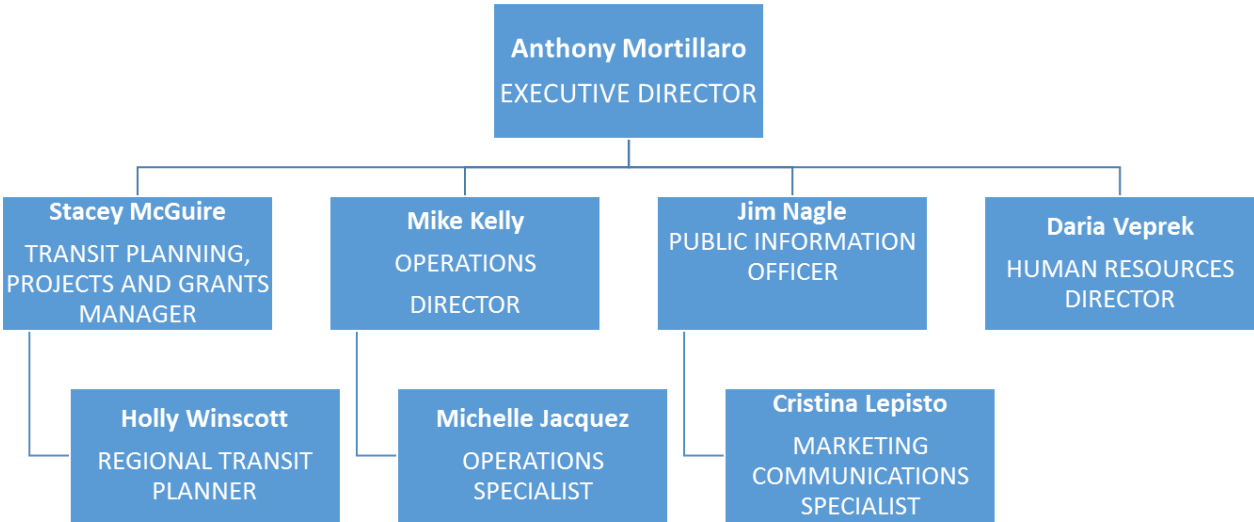 Anthony Mortillaro
EXECUTIVE DIRECTOR
Stacey McGuire
TRANSIT PLANNING,
PROJECTS AND GRANTS
MANAGER
Mike Kelly
OPERATIONS
DIRECTOR
Jim Nagle
PUBLIC INFORMATION
OFFICER
Daria Veprek
HUMAN RESOURCES
DIRECTOR
Holly Winscott
REGIONAL TRANSIT
PLANNER
Michelle Jacquez
OPERATIONS
SPECIALIST
Cristina Lepisto
MARKETING
COMMUNICATIONS
SPECIALIST